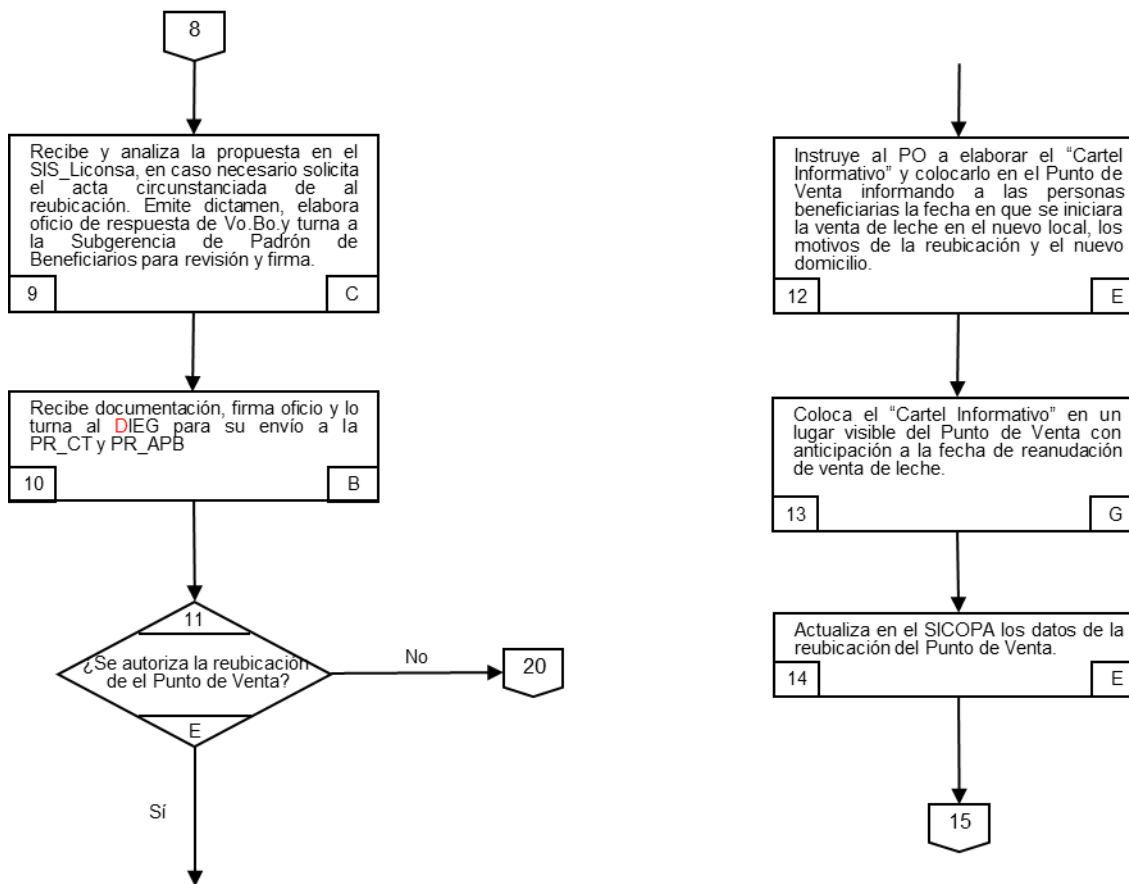 8
Recibe y analiza la propuesta en el
SIS_Liconsa, en caso necesario solicita
el acta circunstanciada de al
reubicación. Emite dictamen, elabora
oficio de respuesta de Vo.Bo.y turna a
la Subgerencia de Padrón de
Beneficiarios para revisión y firma.
9
C
Recibe documentación, firma oficio y lo
turna al DIEG para su envío a la
PR_CT y PR_APB
10
B
11
¿Se autoriza la reubicación
de el Punto de Venta?
E
No
20
Sí
Instruye al PO a elaborar el “Cartel
Informativo” y colocarlo en el Punto de
Venta informando a las personas
beneficiarias la fecha en que se iniciara
la venta de leche en el nuevo local, los
motivos de la reubicación y el nuevo
domicilio.
12
E
Coloca el “Cartel Informativo” en un
lugar visible del Punto de Venta con
anticipación a la fecha de reanudación
de venta de leche.
13
G
Actualiza en el SICOPA los datos de la
reubicación del Punto de Venta.
14
E
15